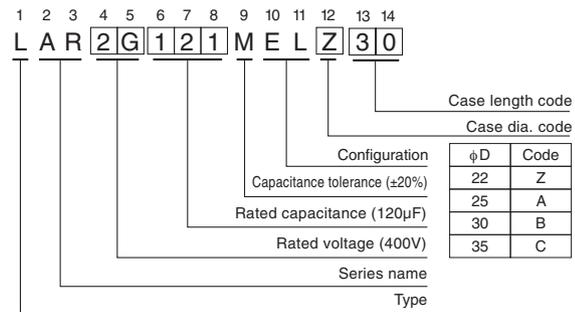 1 2 3 4 5 6 7 8 9 10 11 12 13 14
L A R 2 G 1 2 1 M E L Z 3 0
Case length code
Case dia. code
Configuration
Capacitance tolerance (±20%)
Rated capacitance (120µF)
Rated voltage (400V)
Series name
Type
ϕD Code
22 Z
25 A
30 B
35 C